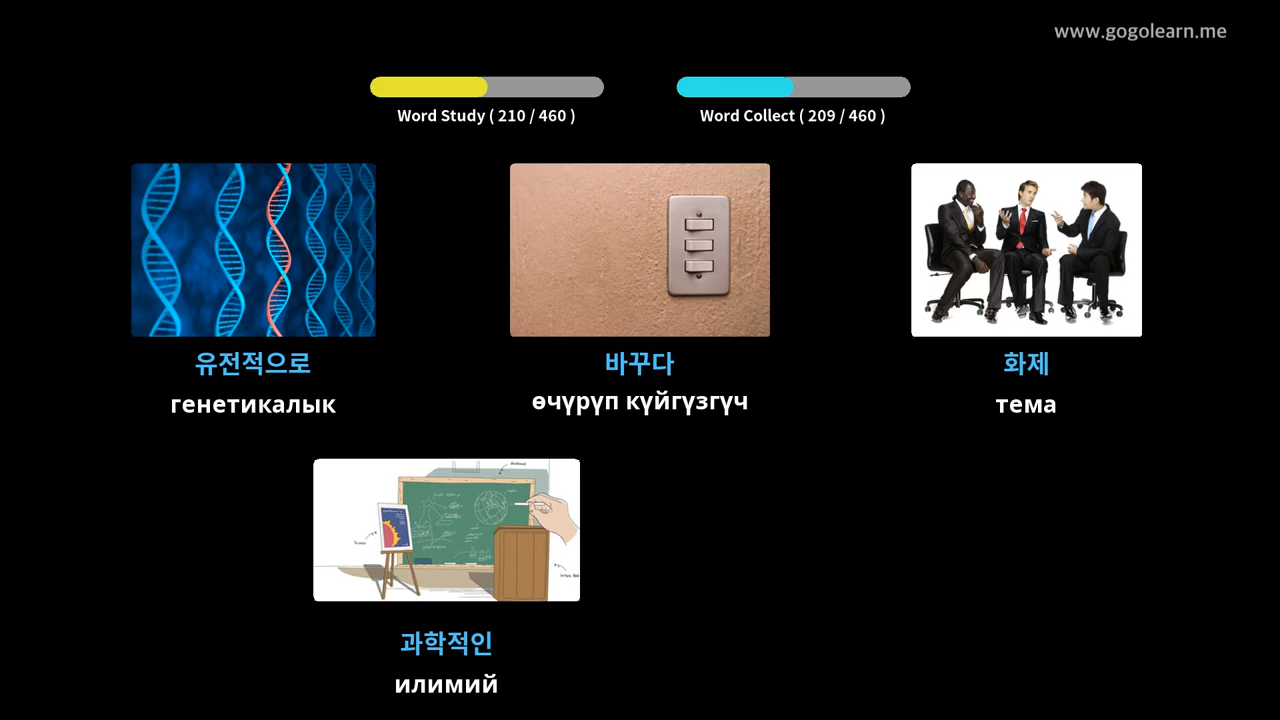 www.gogolearn.me
Word Study ( 210 / 460 )
Word Collect ( 209 / 460 )
유전적으로
генетикалык
바꾸다
өчүрүп күйгүзгүч
화제
тема
과학적인
илимий